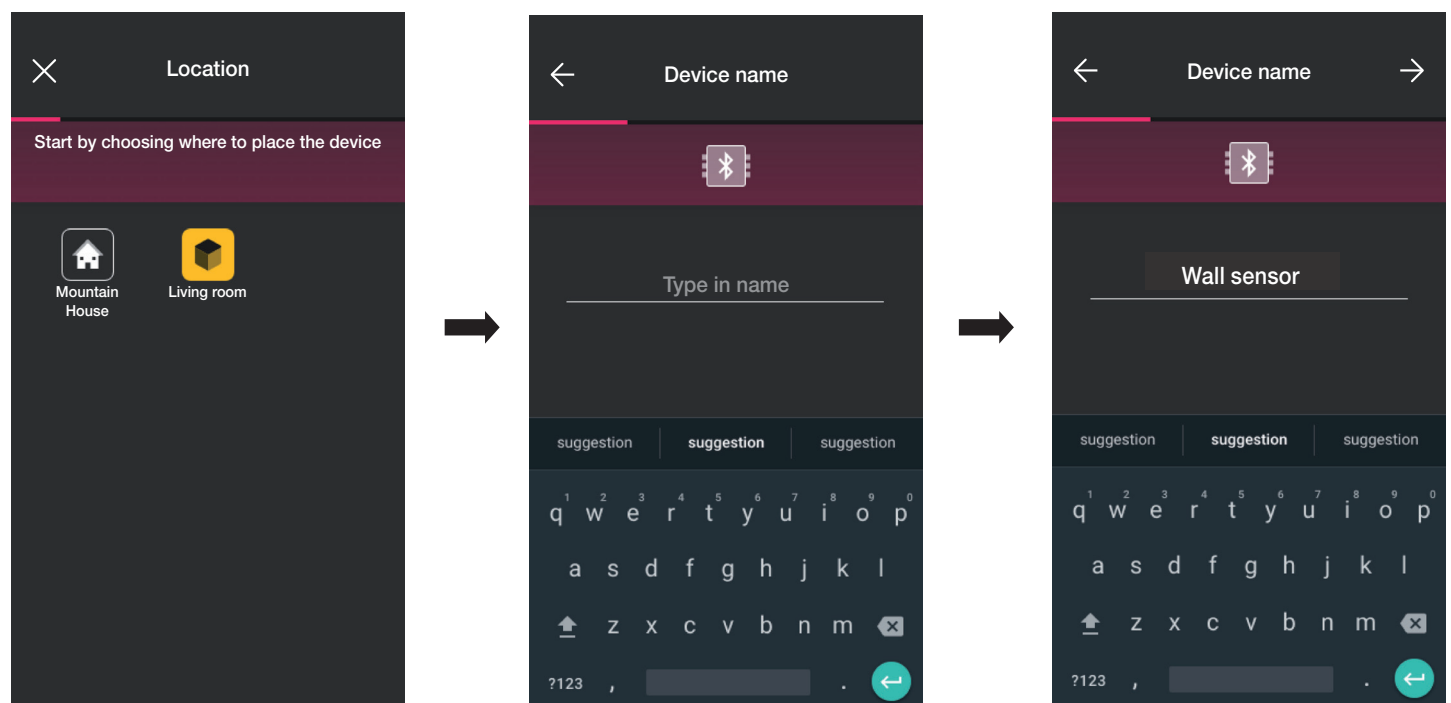 Location
Start by choosing where to place the device
Mountain
House
Living room
Device name
Type in name
suggestion suggestion suggestion
1 2 3 4 5 6 7 8 9 0
q w e r t y u i o p
a s d f g h j k l
z x c v b n m
?123 , .
Device name
Wall sensor
suggestion suggestion suggestion
1 2 3 4 5 6 7 8 9 0
q w e r t y u i o p
a s d f g h j k l
z x c v b n m
?123 , .